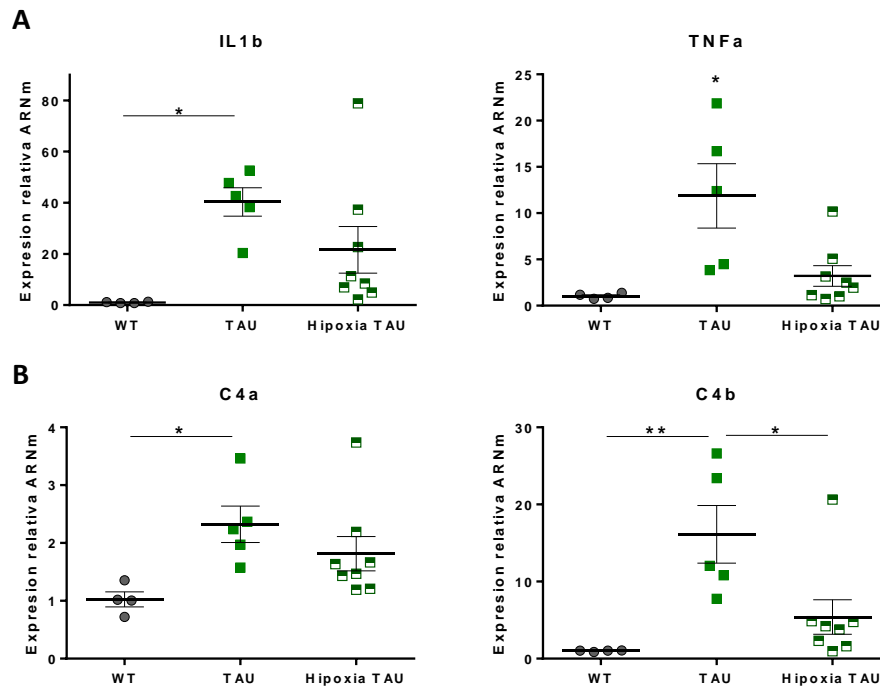 A
IL1b
Expresion relativa ARNm
80
60
40
20
0
*
WT
TAU
Hipoxia TAU
TNFa
Expresion relativa ARNm
25
20
15
10
5
0
*
WT
TAU
Hipoxia TAU
B
C4a
Expresion relativa ARNm
4
3
2
1
0
*
WT
TAU
Hipoxia TAU
C4b
Expresion relativa ARNm
30
20
10
0
**
*
WT
TAU
Hipoxia TAU